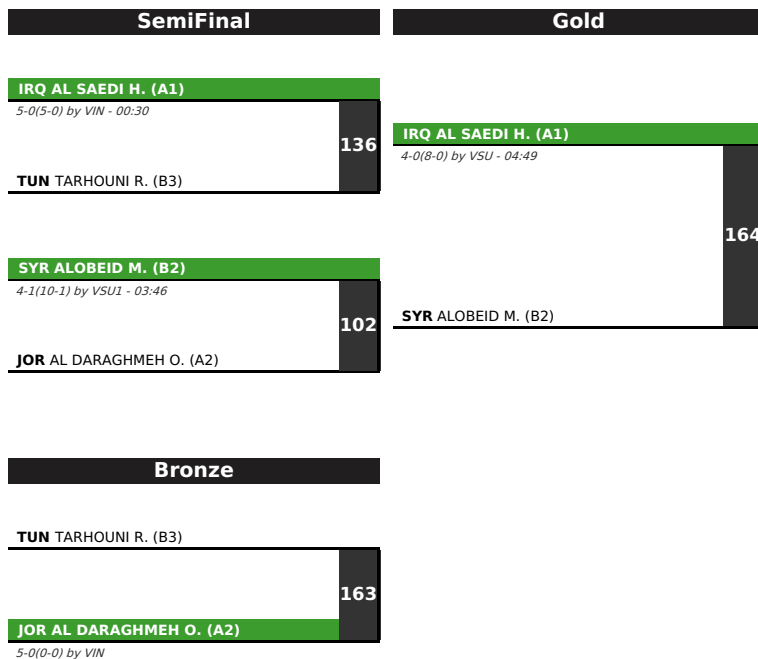 SemiFinal
IRQ AL SAEDI H. (A1)
5-0(5-0) by VIN - 00:30
136
TUN TARHOUNI R. (B3)
SYR ALOBEID M. (B2)
4-1(10-1) by VSU1 - 03:46
102
JOR AL DARAGHMEH O. (A2)
Gold
IRQ AL SAEDI H. (A1)
4-0(8-0) by VSU - 04:49
164
SYR ALOBEID M. (B2)
Bronze
TUN TARHOUNI R. (B3)
163
JOR AL DARAGHMEH O. (A2)
5-0(0-0) by VIN